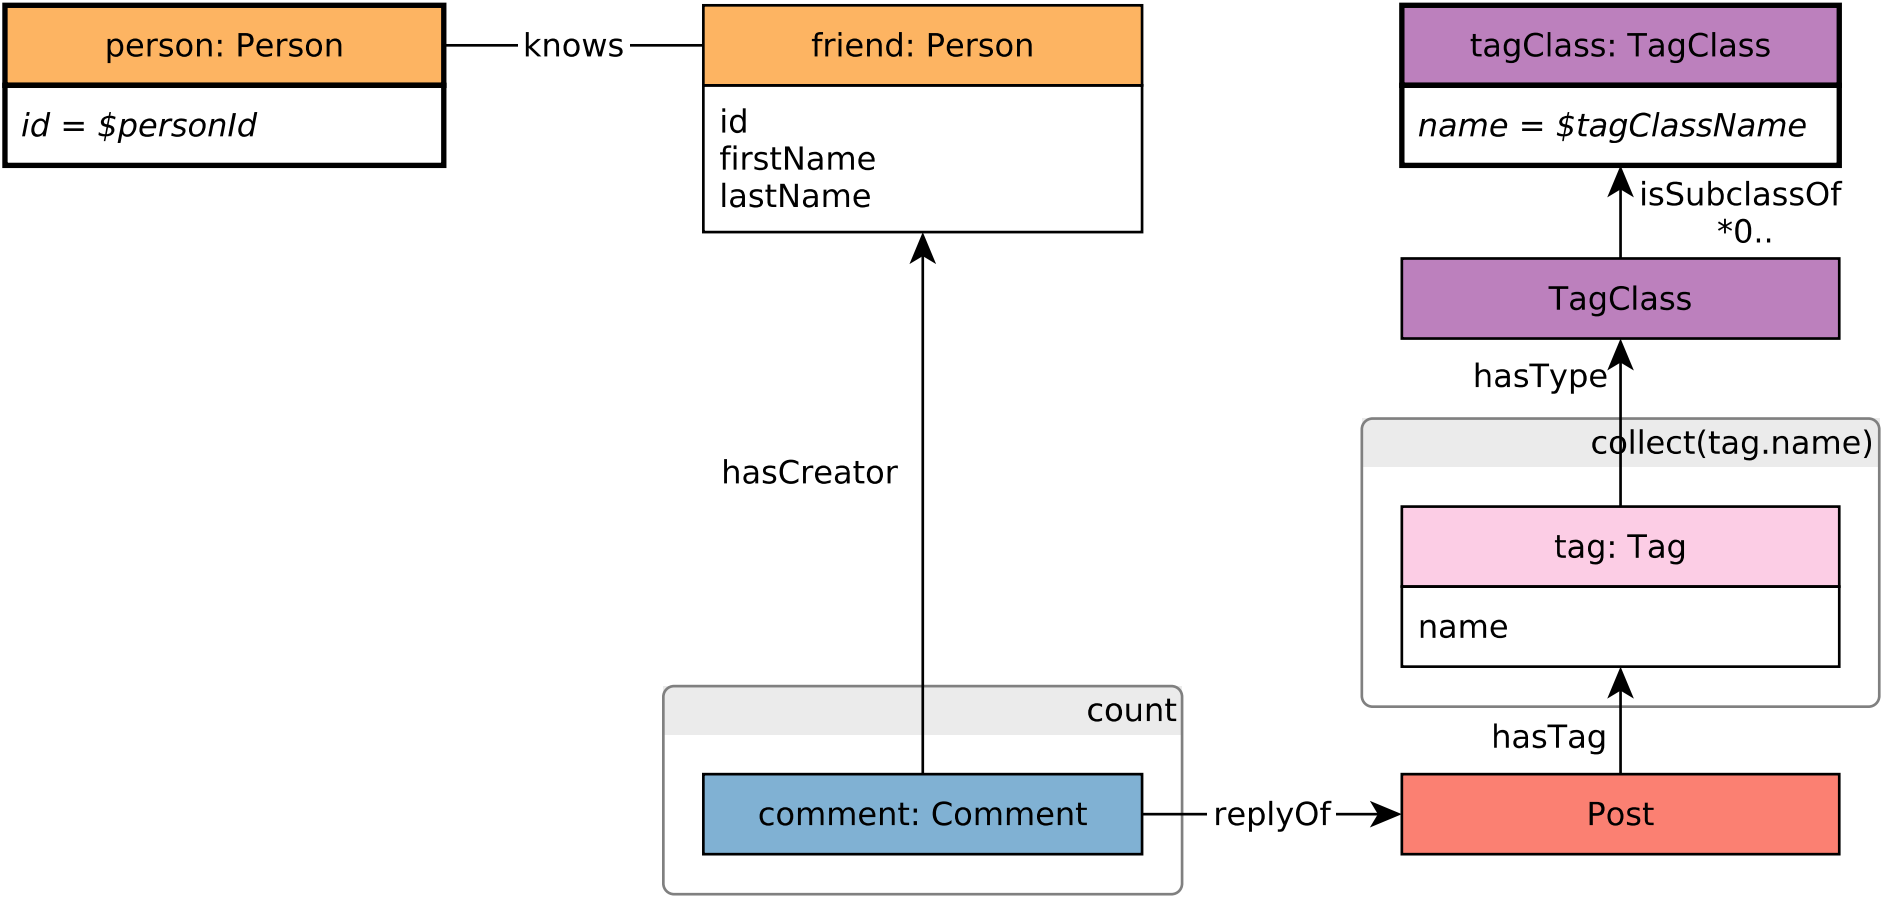 person: Person
id = $personId
knows
friend: Person
id
firstName
lastName
hasCreator
count
comment: Comment
replyOf
tagClass: TagClass
name = $tagClassName
isSubclassOf
*0..
TagClass
hasType
collect(tag.name)
tag: Tag
name
hasTag
Post